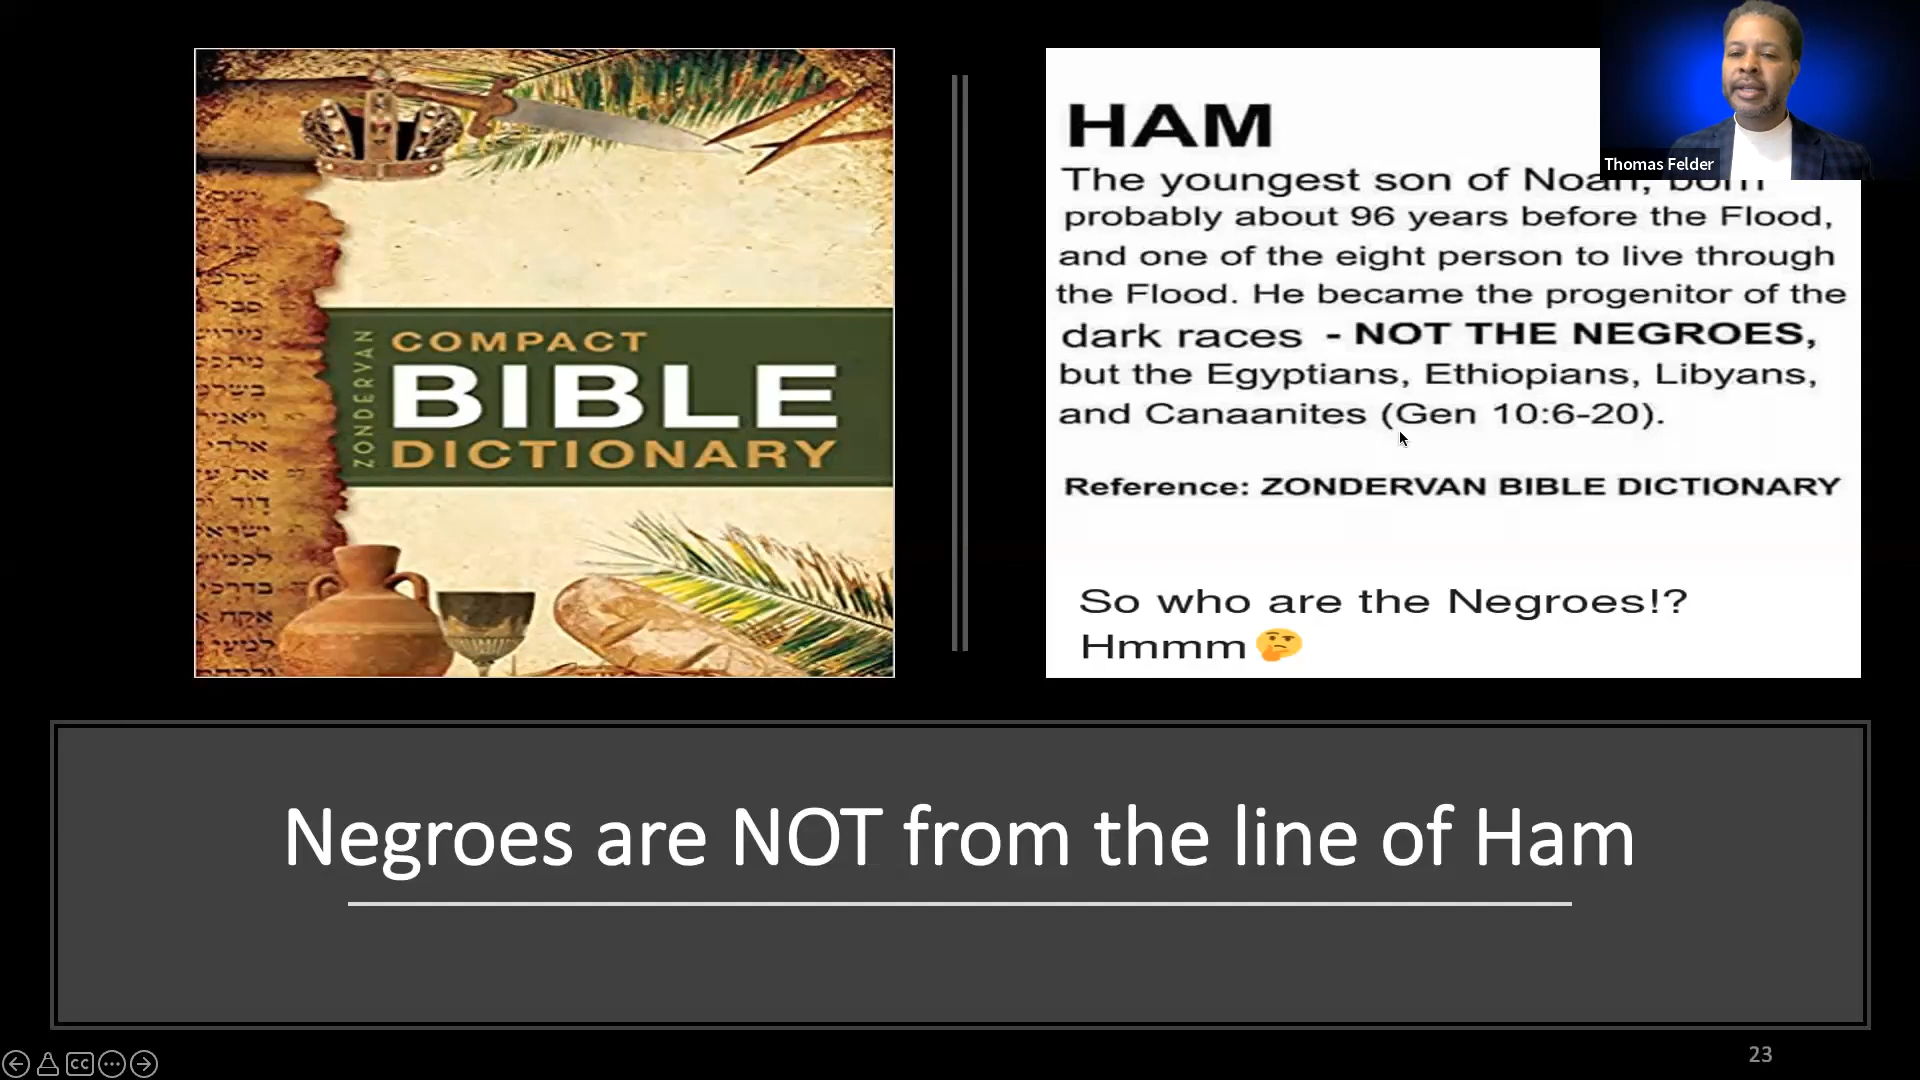 COMPACT
BIBLE
DICTIONARY
ZONDERVAN
HAM
The youngest son of Noah, born
probably about 96 years before the Flood,
and one of the eight person to live through
the Flood. He became the progenitor of the
dark races - NOT THE NEGROES,
but the Egyptians, Ethiopians, Libyans,
and Canaanites (Gen 10:6-20).
Reference: ZONDERVAN BIBLE DICTIONARY
So who are the Negroes!?
Hmmm🤔
Thomas Felder
Negroes are NOT from the line of Ham
CC
23